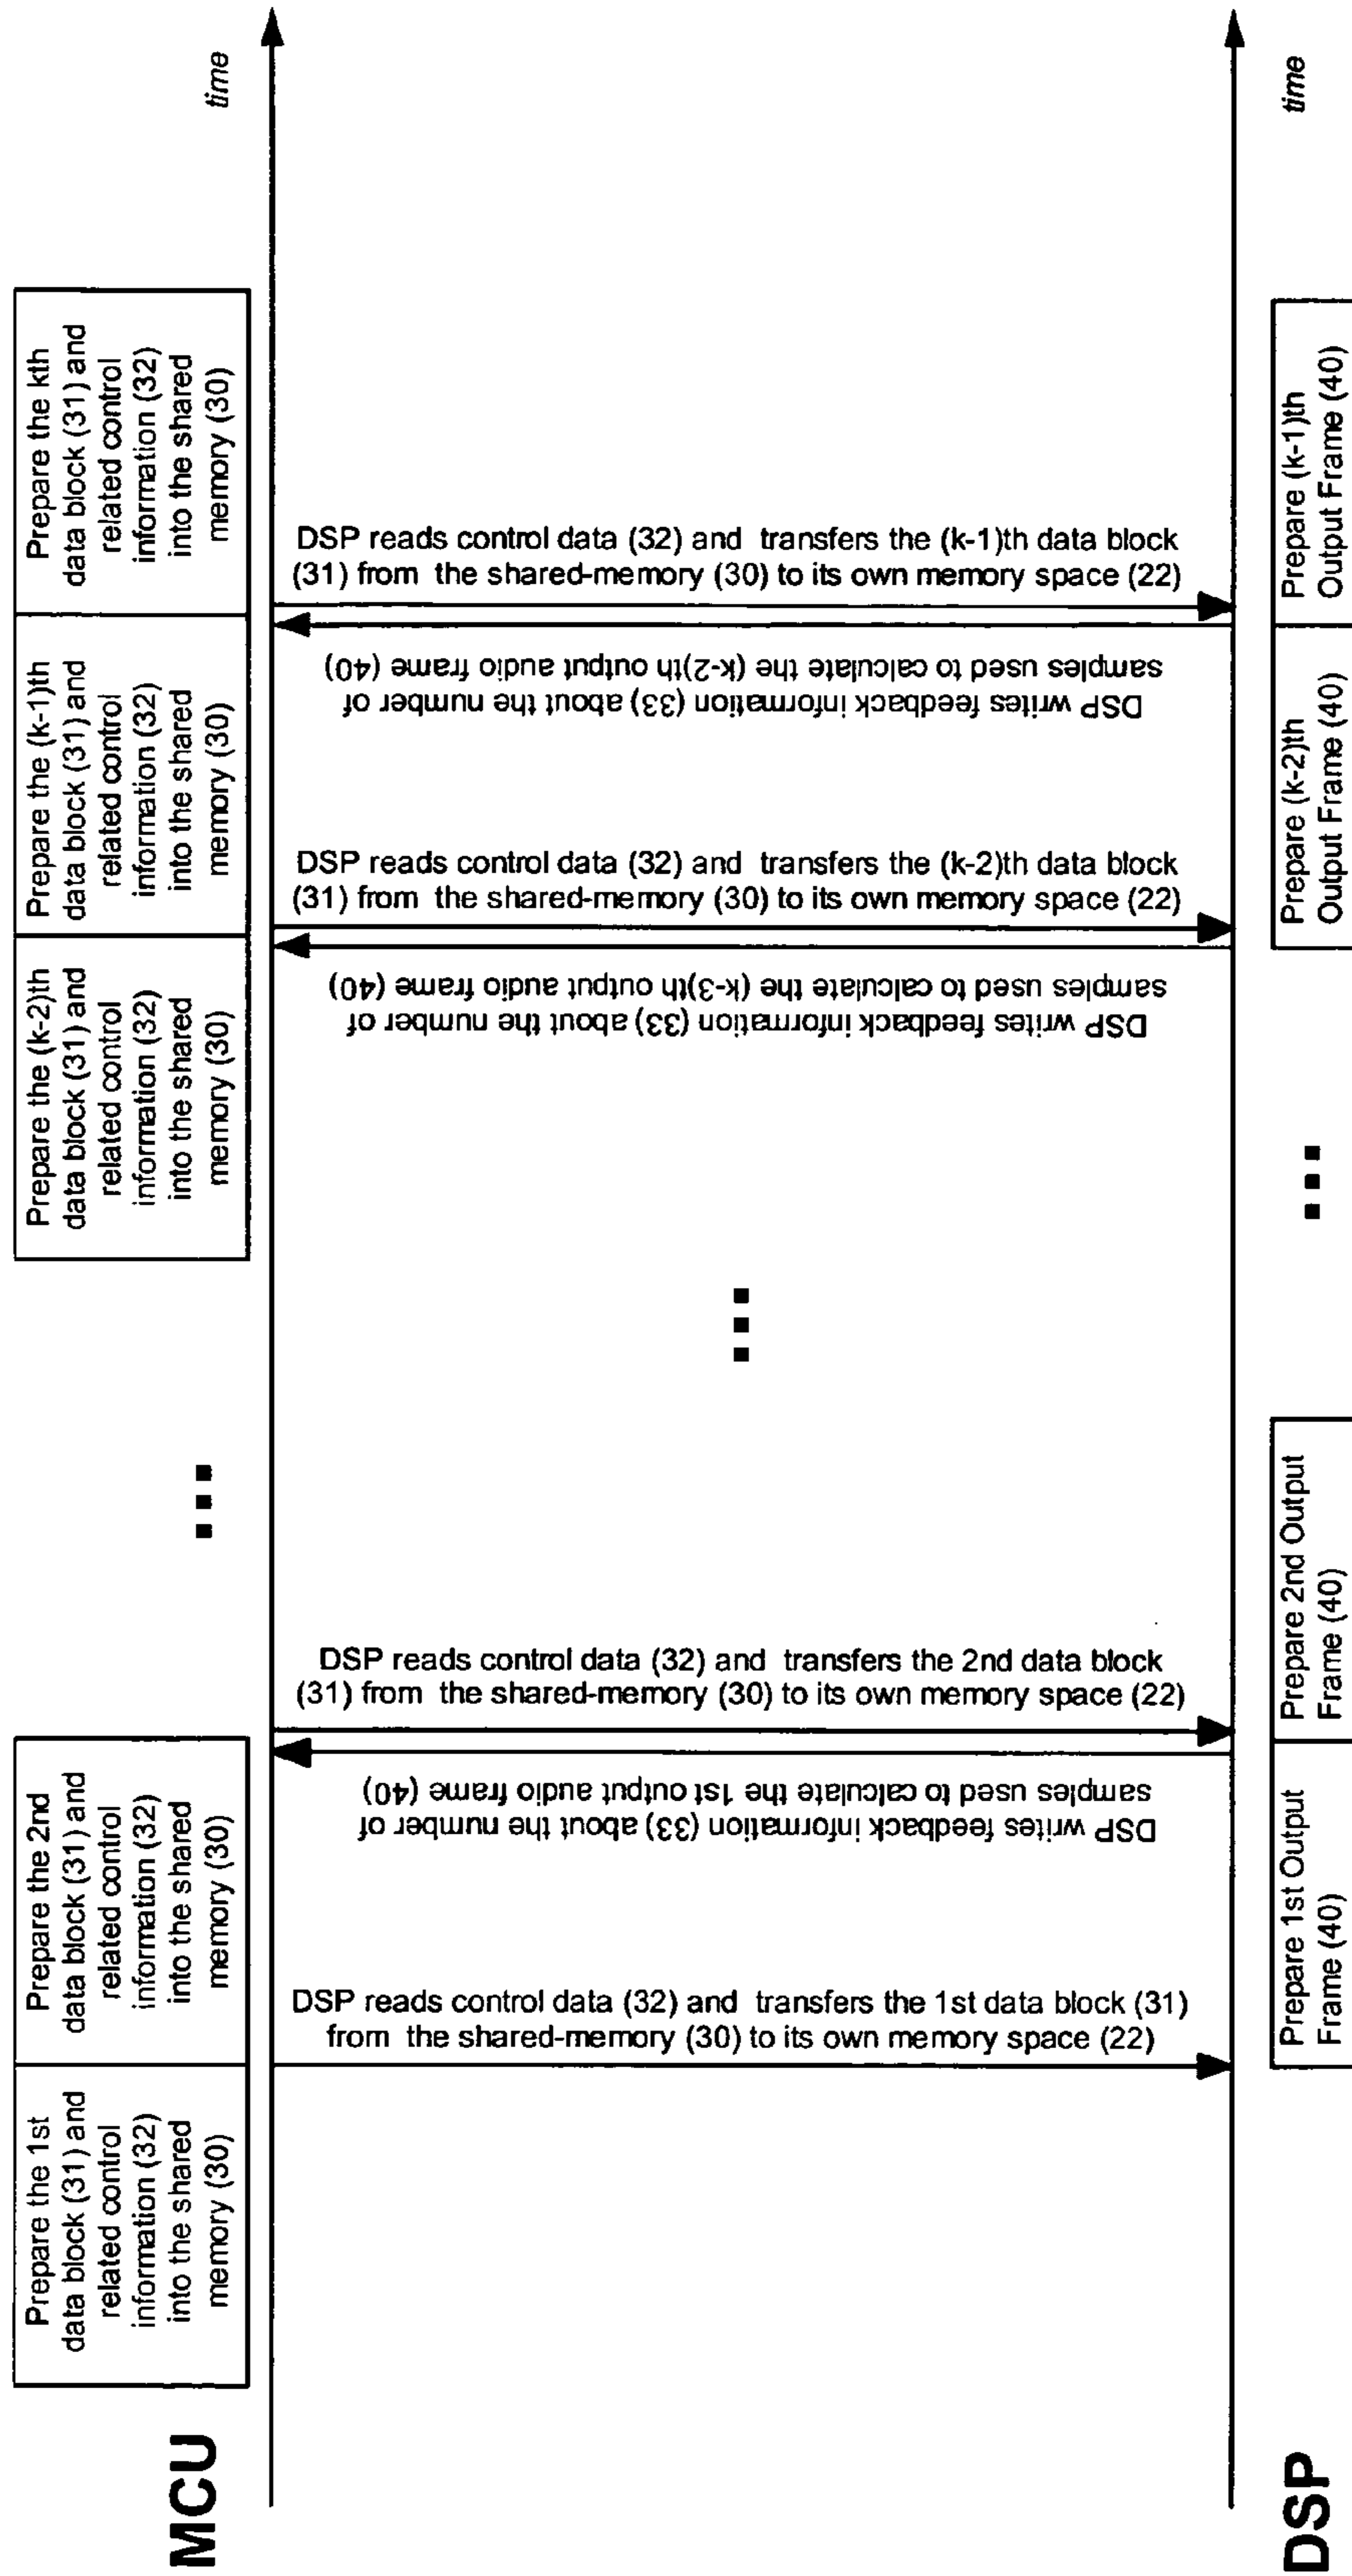 MCU
Prepare the 1st
data block (31) and
related control
information (32)
into the shared
memory (30)
Prepare the 2nd
data block (31) and
related control
information (32)
into the shared
memory (30)
...
Prepare the (k-2)th
data block (31) and
related control
information (32)
into the shared
memory (30)
Prepare the (k-1)th
data block (31) and
related control
information (32)
into the shared
memory (30)
Prepare the kth
data block (31) and
related control
information (32)
into the shared
memory (30)
time
DSP reads control data (32) and transfers the 1st data block (31)
from the shared-memory (30) to its own memory space (22)
DSP writes feedback information (33) about the number of
samples used to calculate the 1st output audio frame (40)
DSP reads control data (32) and transfers the 2nd data block
(31) from the shared-memory (30) to its own memory space (22)
...
DSP writes feedback information (33) about the number of
samples used to calculate the (k-3)th output audio frame (40)
DSP reads control data (32) and transfers the (k-2)th data block
(31) from the shared-memory (30) to its own memory space (22)
DSP writes feedback information (33) about the number of
samples used to calculate the (k-2)th output audio frame (40)
DSP reads control data (32) and transfers the (k-1)th data block
(31) from the shared-memory (30) to its own memory space (22)
DSP
Prepare 1st Output
Frame (40)
Prepare 2nd Output
Frame (40)
...
Prepare (k-2)th
Output Frame (40)
Prepare (k-1)th
Output Frame (40)
time